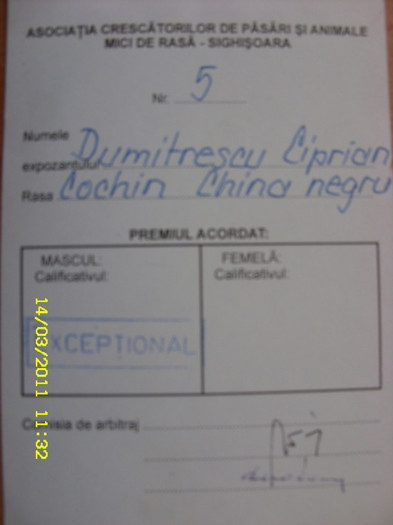 ASOCIAȚIA CRESCĂTORILOR DE PĂSĂRI ȘI ANIMALE
MICI DE RASĂ - SIGHIȘOARA
Nr. 5
Numele
expozantului Dumitrescu Ciprian
Rasa Cochin China negru
PREMIUL ACORDAT:
MASCUL:
Calificativul:
EXCEPȚIONAL
FEMELĂ:
Calificativul:
Comisia de arbitraj
14/03/2011 11:32